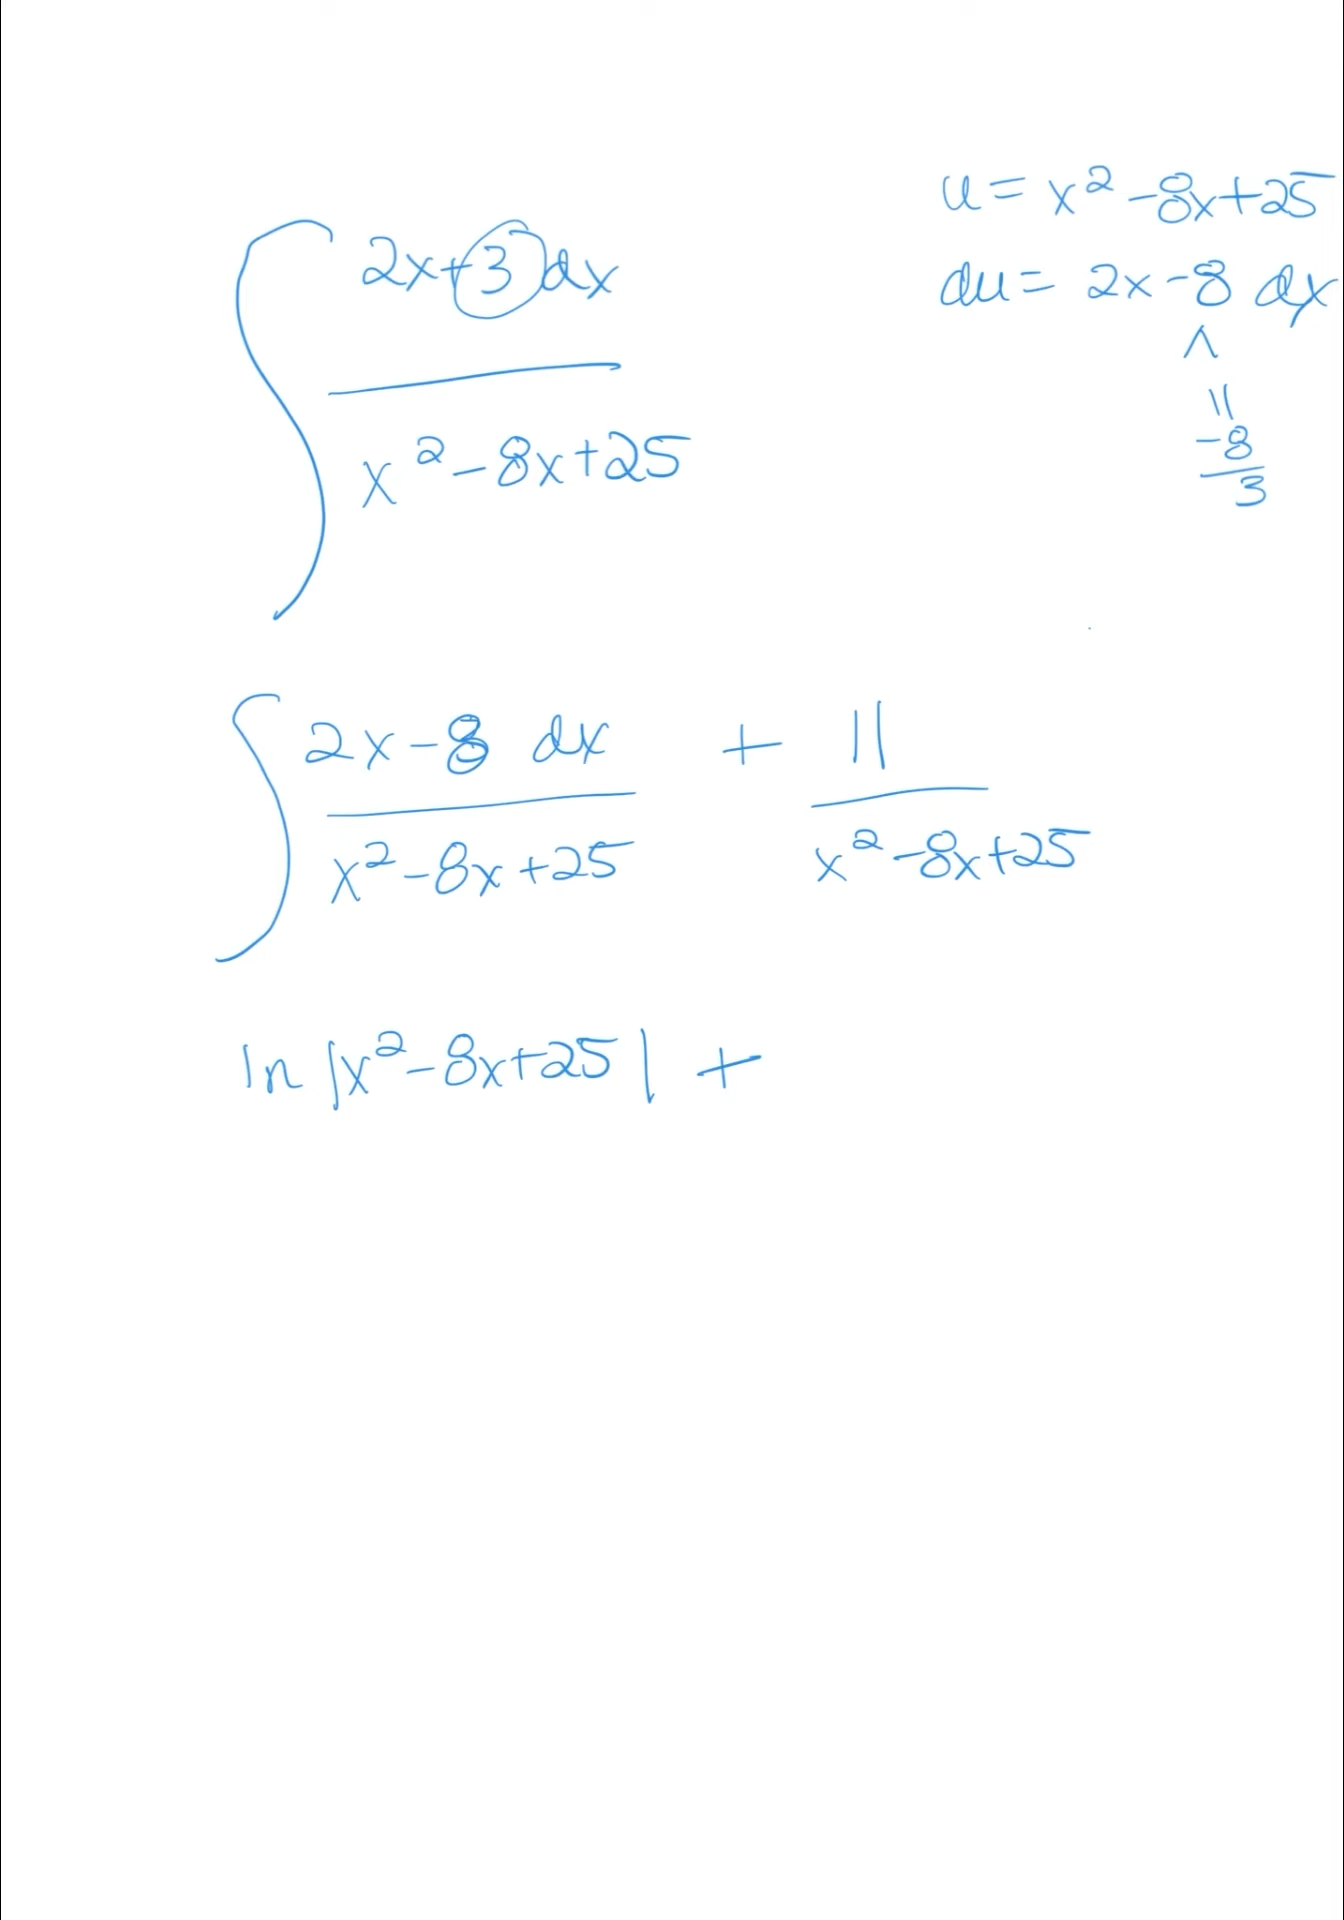 u = x² - 8x + 25
du = 2x - 8 dx
^
11
- 8
3
∫ 2x + 3 dx
x² - 8x + 25
∫ 2x - 8 dx + 11
x² - 8x + 25 x² - 8x + 25
ln |x² - 8x + 25| +